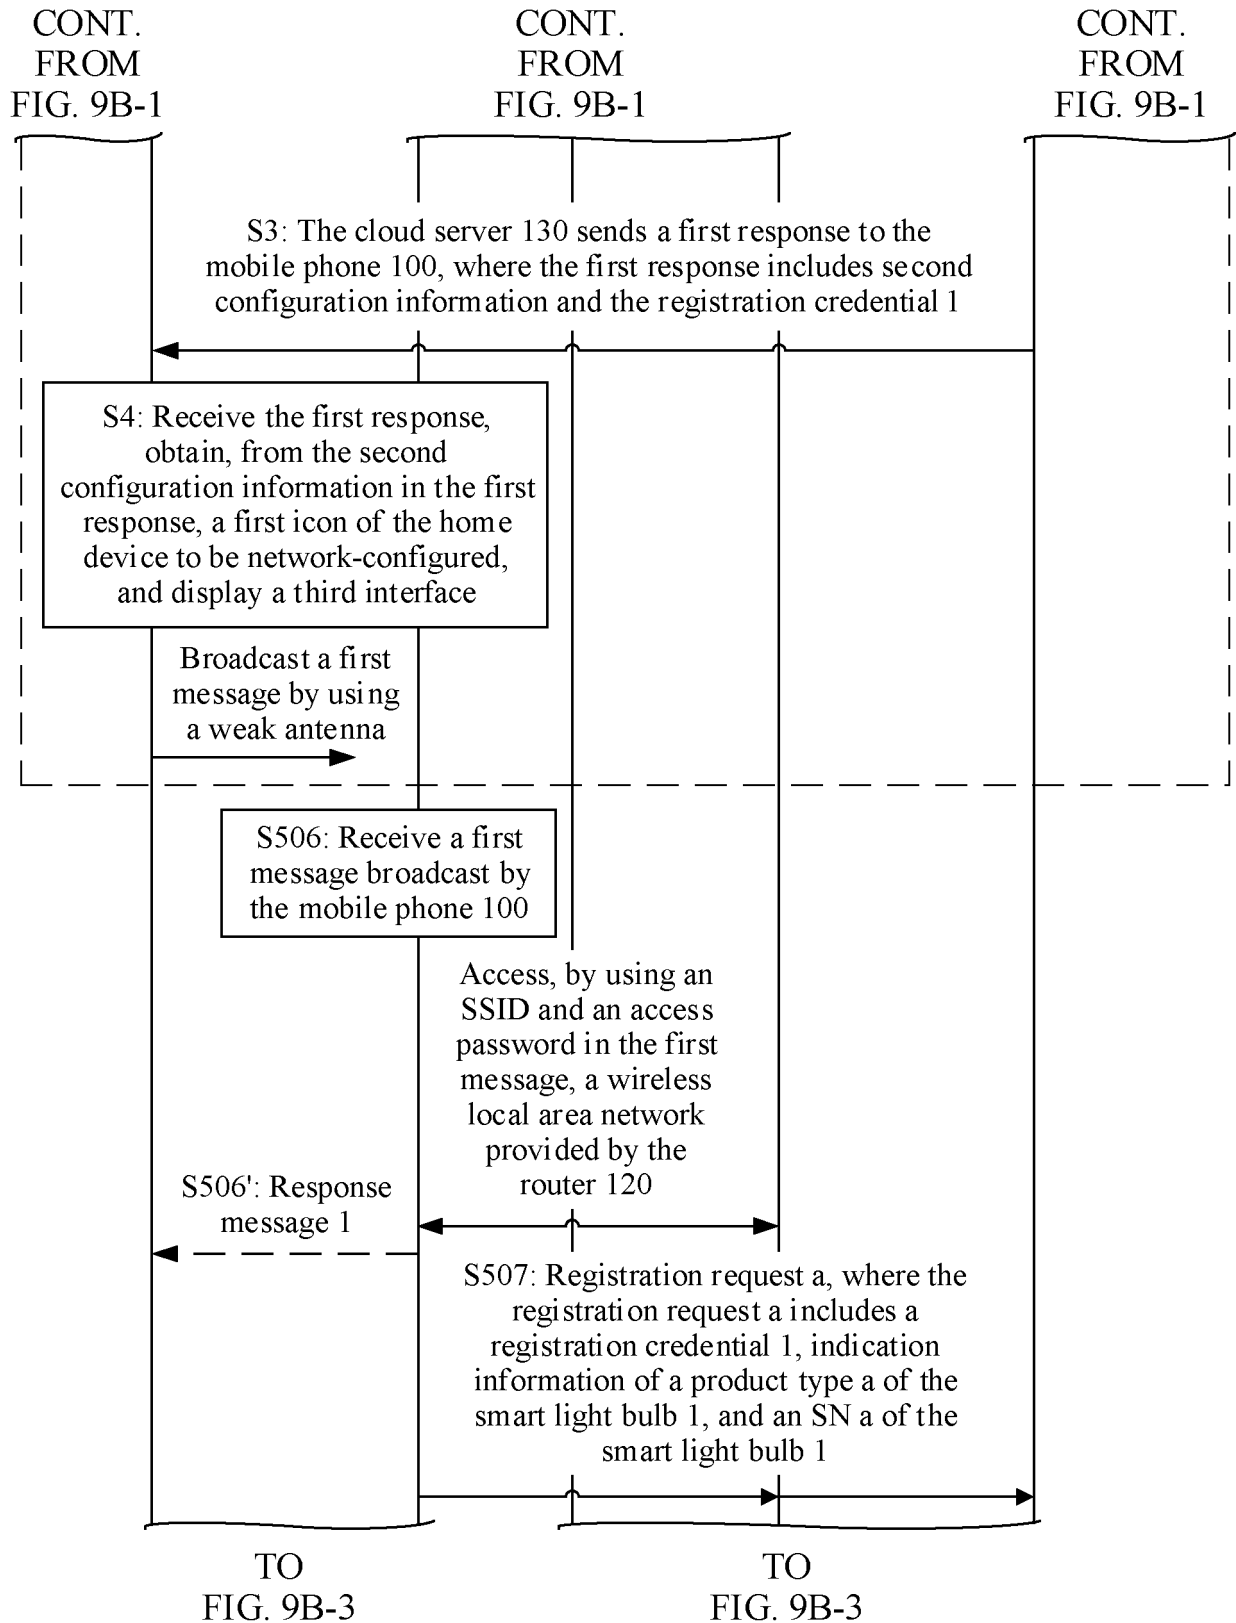 CONT.
FROM
FIG. 9B-1
CONT.
FROM
FIG. 9B-1
CONT.
FROM
FIG. 9B-1
S3: The cloud server 130 sends a first response to the
mobile phone 100, where the first response includes second
configuration information and the registration credential 1
S4: Receive the first response,
obtain, from the second
configuration information in the first
response, a first icon of the home
device to be network-configured,
and display a third interface
Broadcast a first
message by using
a weak antenna
S506: Receive a first
message broadcast by
the mobile phone 100
Access, by using an
SSID and an access
password in the first
message, a wireless
local area network
provided by the
router 120
S506': Response
message 1
S507: Registration request a, where the
registration request a includes a
registration credential 1, indication
information of a product type a of the
smart light bulb 1, and an SN a of the
smart light bulb 1
TO
FIG. 9B-3
TO
FIG. 9B-3